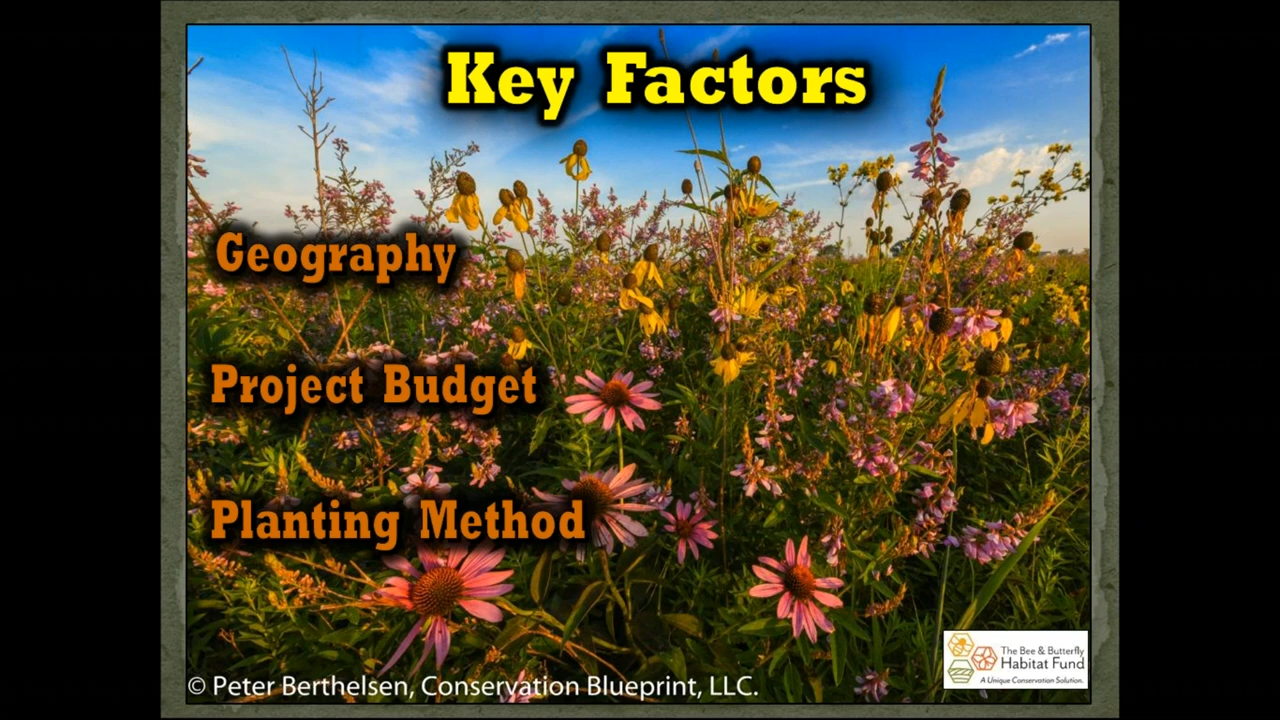 Key Factors
Geography
Project Budget
Planting Method
The Bee & Butterfly
Habitat Fund
A Unique Conservation Solution.
© Peter Berthelsen, Conservation Blueprint, LLC.